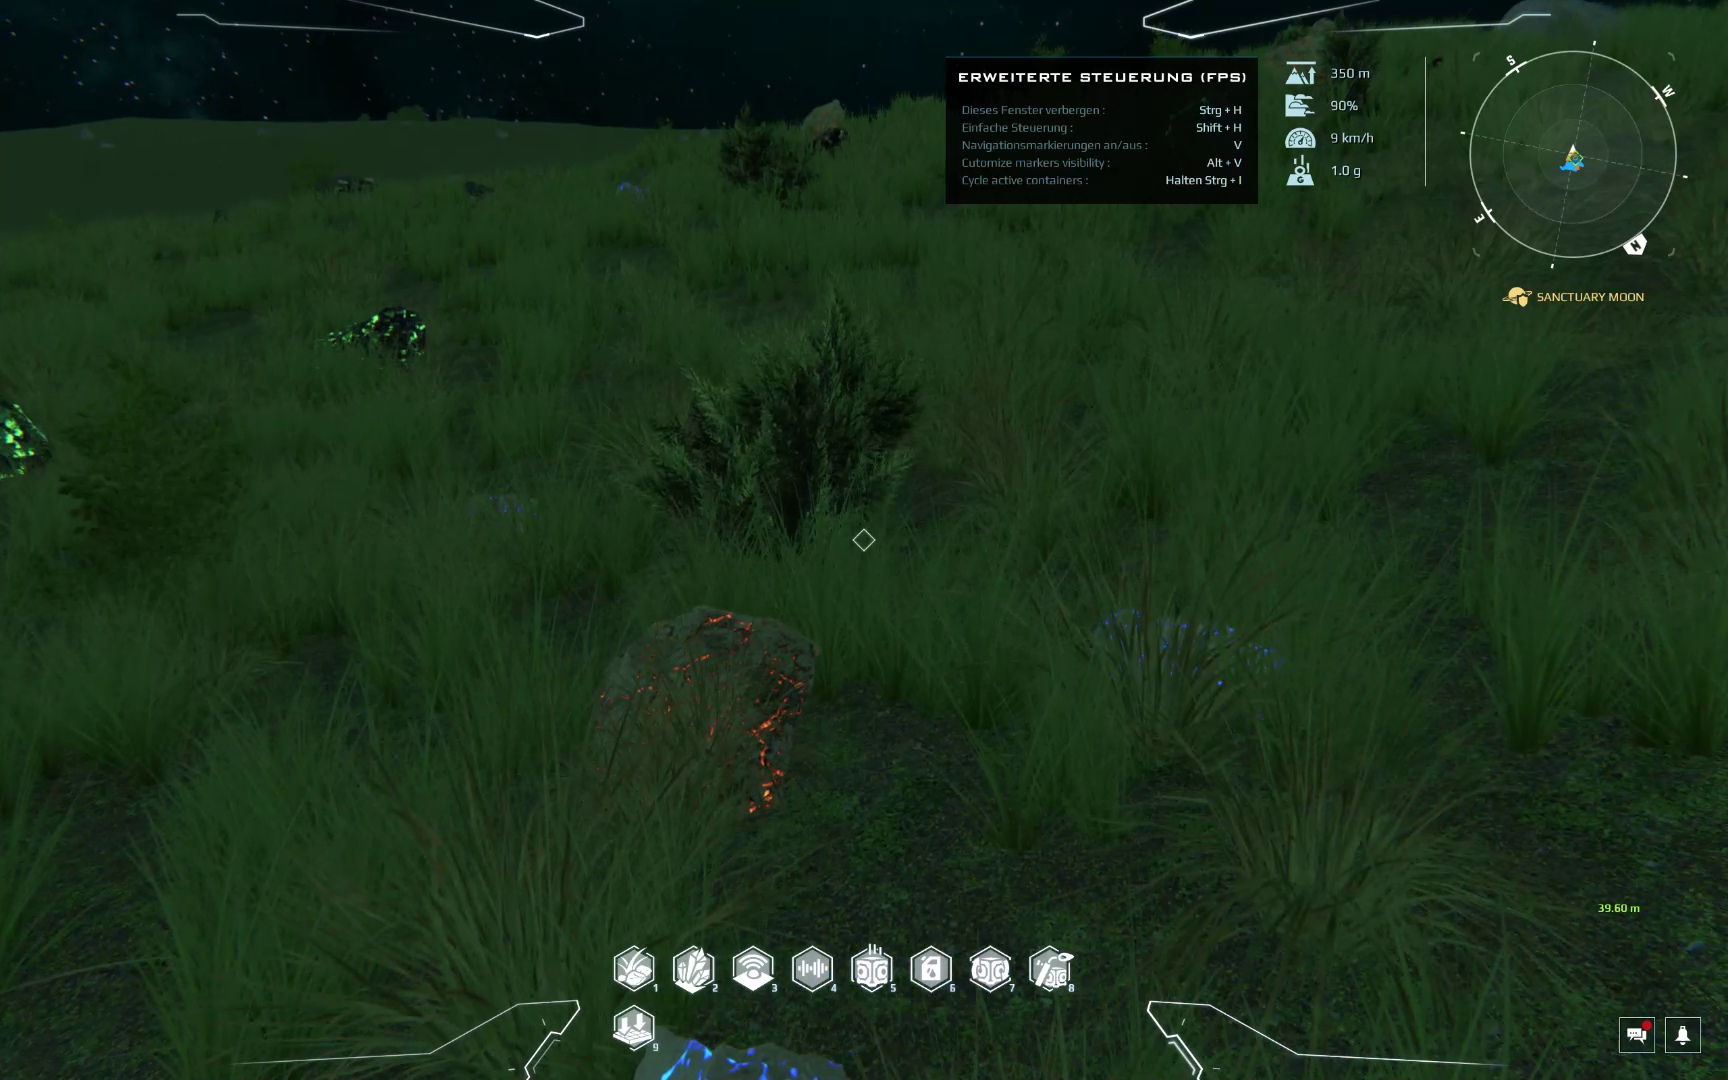 ERWEITERTE STEUERUNG (FPS)
Dieses Fenster verbergen : Strg + H
Einfache Steuerung : Shift + H
Navigationsmarkierungen an/aus : V
Cutomize markers visibility : Alt + V
Cycle active containers : Halten Strg + I
350 m
90%
9 km/h
1.0 g
G
S
W
E
N
SANCTUARY MOON
39.60 m
1
2
3
4
5
6
7
8
9